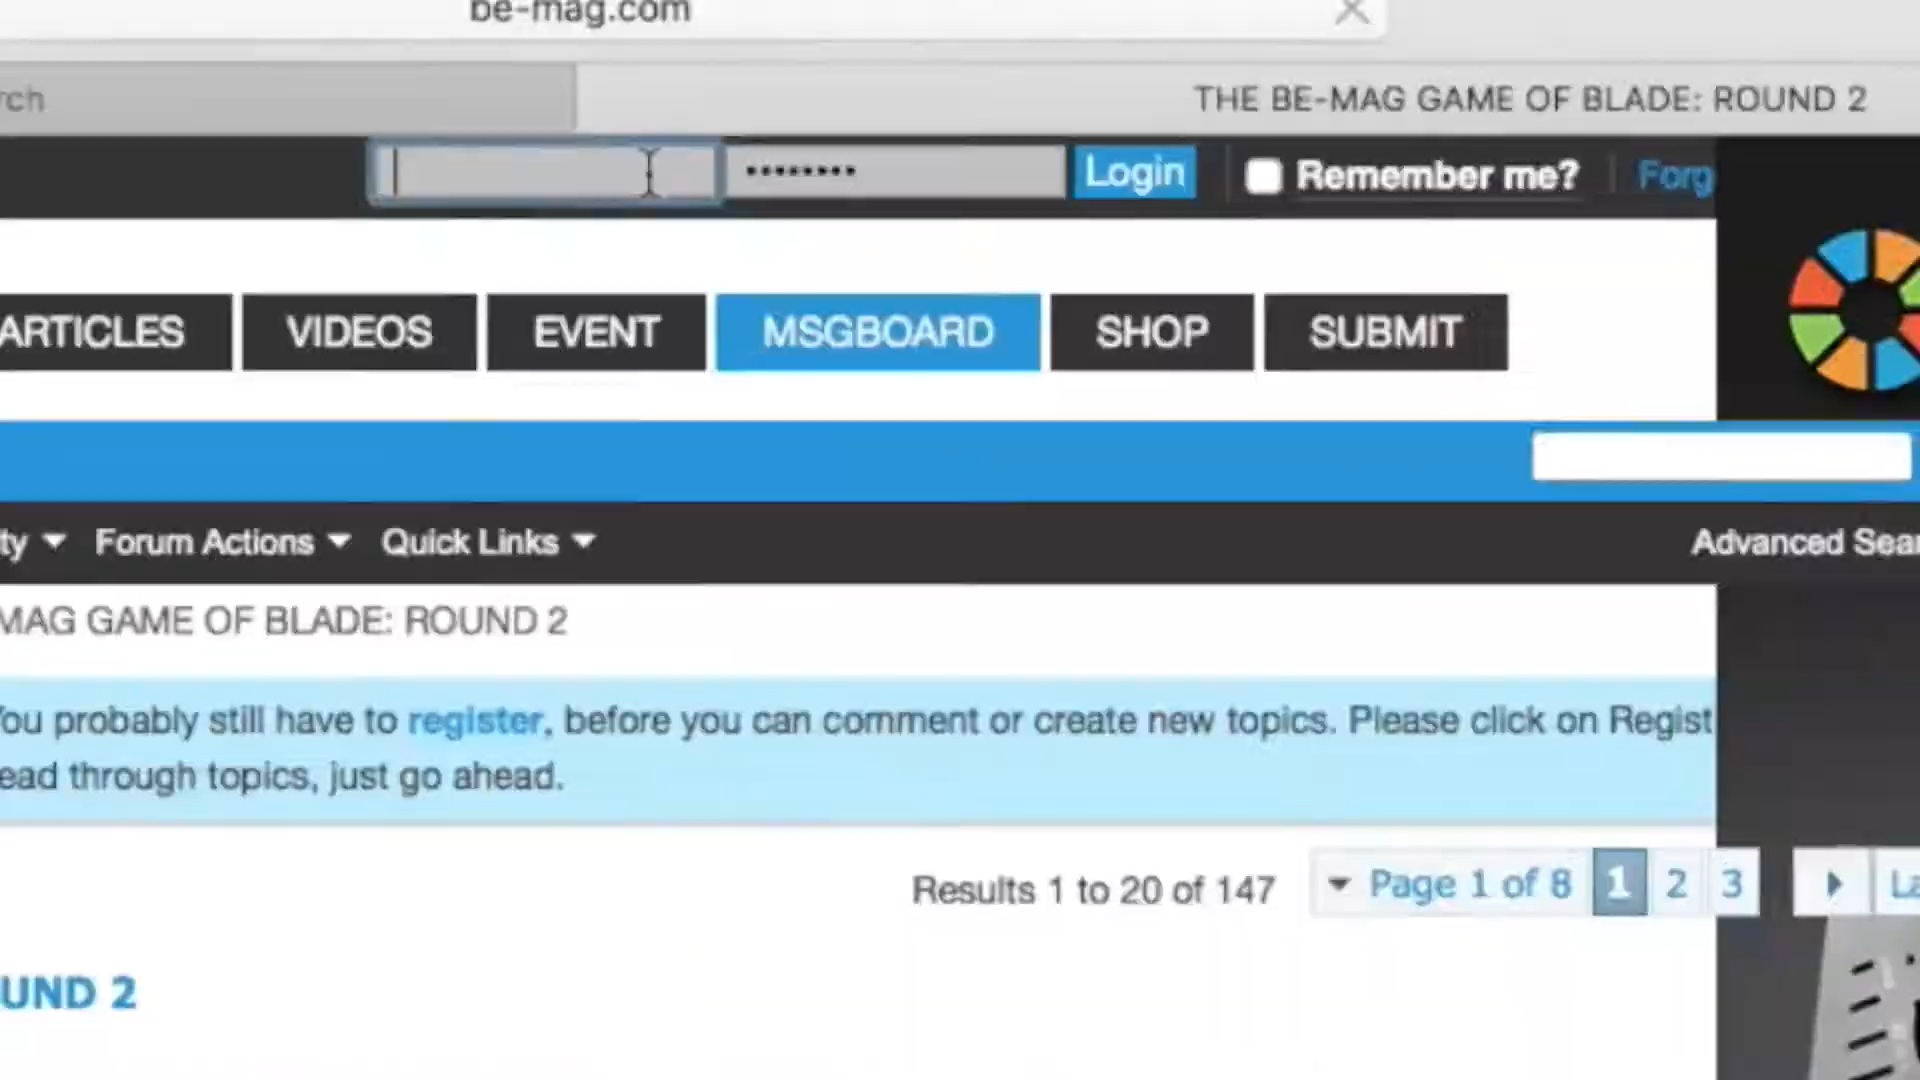 be-mag.com
rch
THE BE-MAG GAME OF BLADE: ROUND 2
•••••••• Login Remember me? Forg
ARTICLES VIDEOS EVENT MSGBOARD SHOP SUBMIT
ty Forum Actions Quick Links Advanced Sear
MAG GAME OF BLADE: ROUND 2
You probably still have to register, before you can comment or create new topics. Please click on Regist
ead through topics, just go ahead.
Results 1 to 20 of 147 Page 1 of 8 1 2 3 La
UND 2